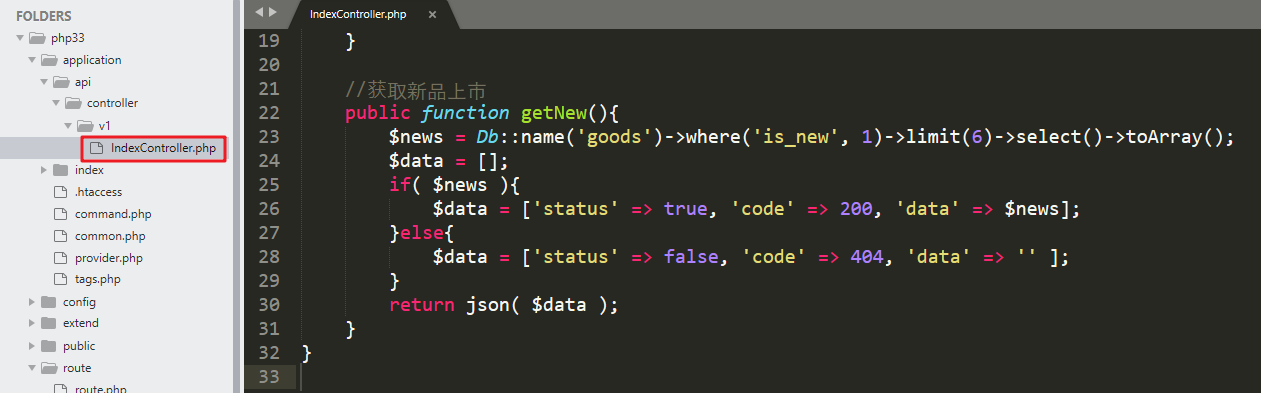 FOLDERS
php33
application
api
controller
v1
IndexController.php
index
.htaccess
command.php
common.php
provider.php
tags.php
config
extend
public
route
route.php
IndexController.php ×
19 }
20
21 //获取新品上市
22 public function getNew(){
23 $news = Db::name('goods')->where('is_new', 1)->limit(6)->select()->toArray();
24 $data = [];
25 if( $news ){
26 $data = ['status' => true, 'code' => 200, 'data' => $news];
27 }else{
28 $data = ['status' => false, 'code' => 404, 'data' => '' ];
29 }
30 return json( $data );
31 }
32 }
33